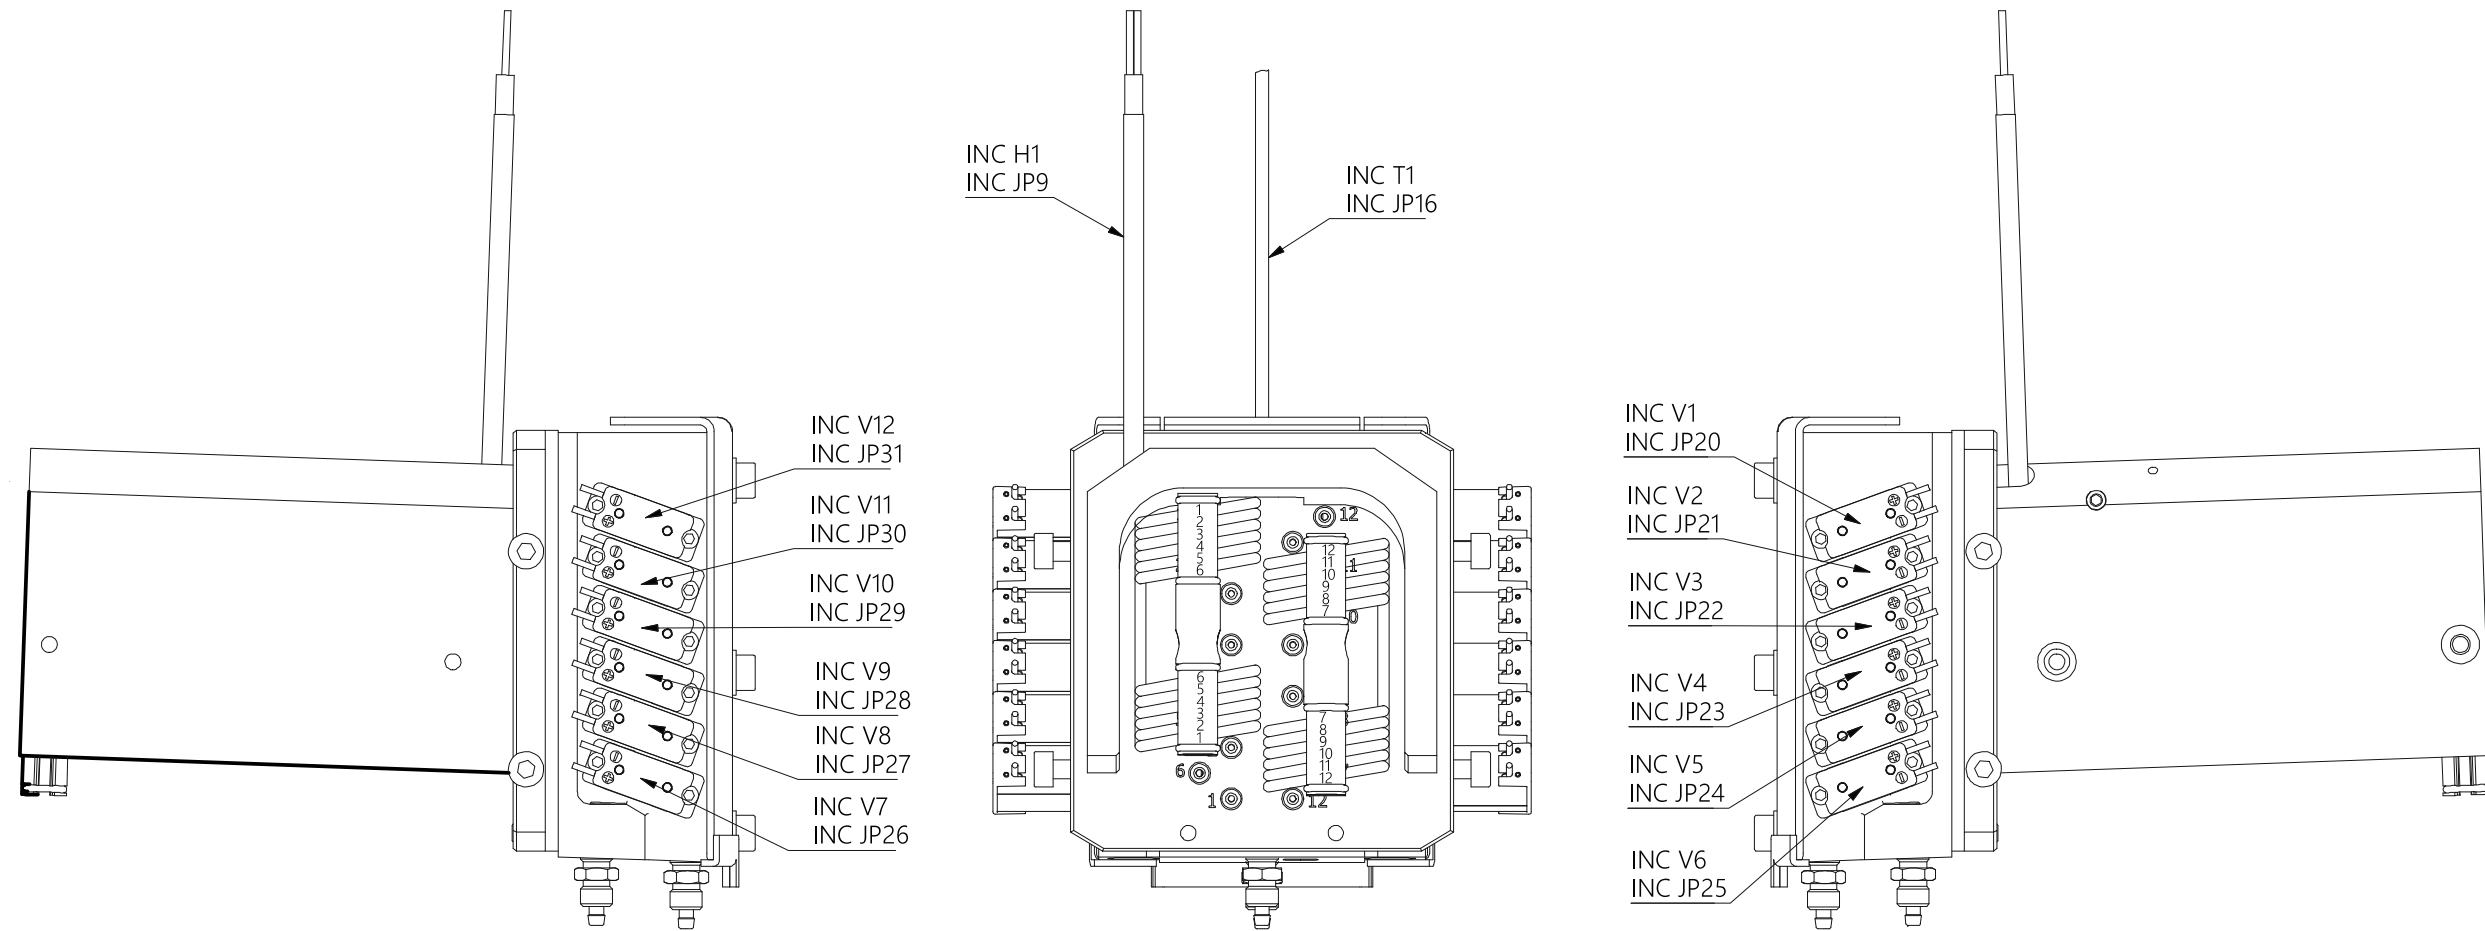 INC V12
INC JP31
INC V11
INC JP30
INC V10
INC JP29
INC V9
INC JP28
INC V8
INC JP27
INC V7
INC JP26
INC H1
INC JP9
INC T1
INC JP16
1
2
3
4
5
6
12
12
11
10
9
8
7
11
0
6
5
4
3
2
1
7
8
9
10
11
12
6
1
12
INC V1
INC JP20
INC V2
INC JP21
INC V3
INC JP22
INC V4
INC JP23
INC V5
INC JP24
INC V6
INC JP25